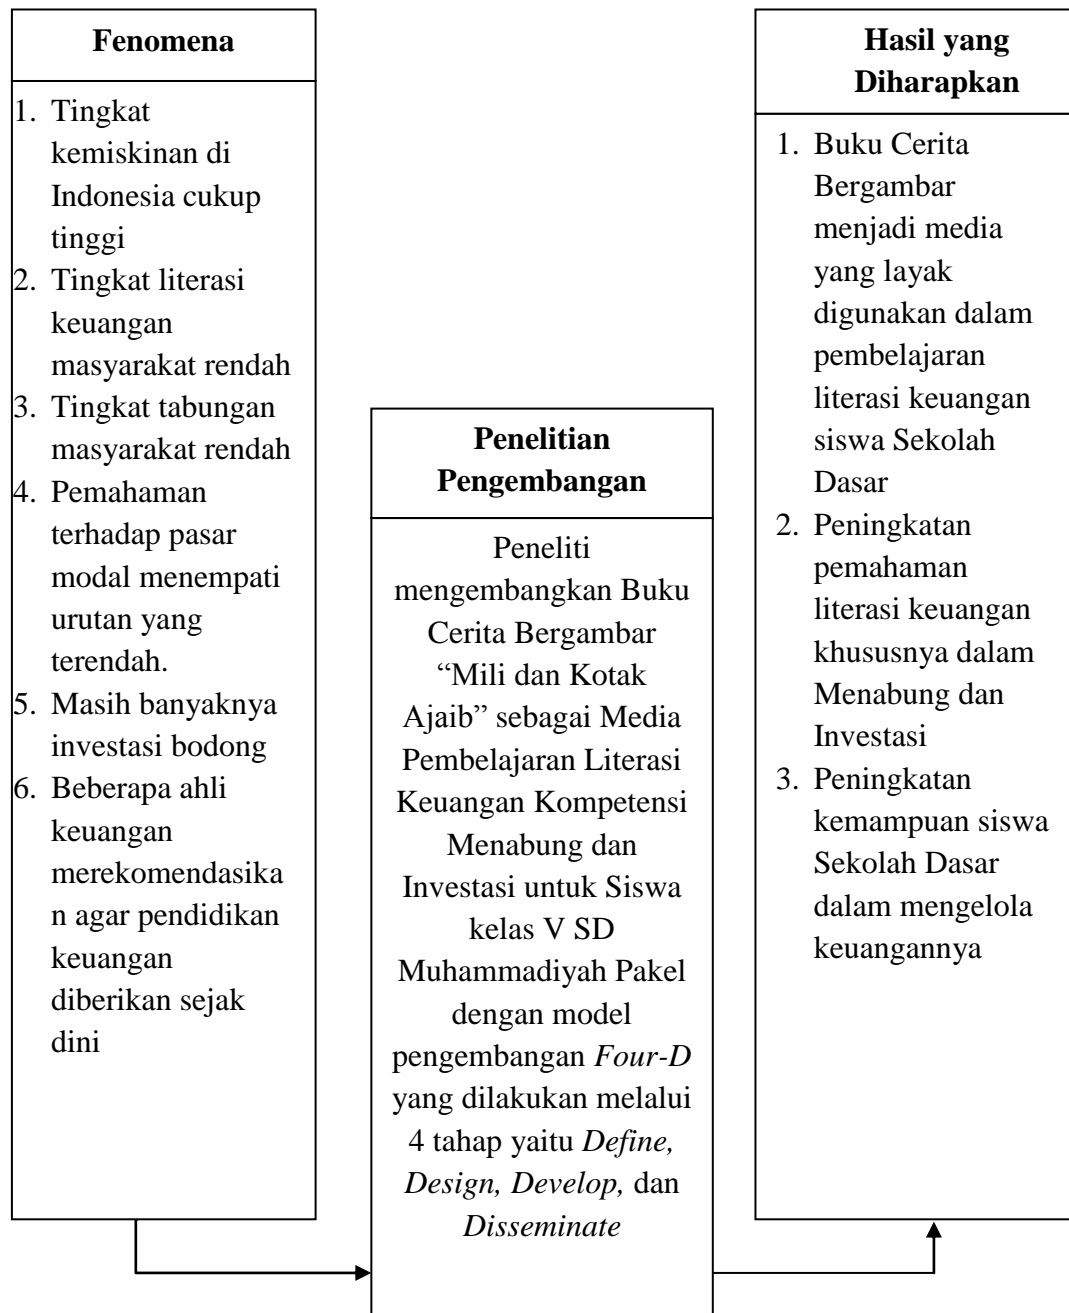 Fenomena
1. Tingkat
kemiskinan di
Indonesia cukup
tinggi
2. Tingkat literasi
keuangan
masyarakat rendah
3. Tingkat tabungan
masyarakat rendah
4. Pemahaman
terhadap pasar
modal menempati
urutan yang
terendah.
5. Masih banyaknya
investasi bodong
6. Beberapa ahli
keuangan
merekomendasika
n agar pendidikan
keuangan
diberikan sejak
dini
Penelitian
Pengembangan
Peneliti
mengembangkan Buku
Cerita Bergambar
“Mili dan Kotak
Ajaib” sebagai Media
Pembelajaran Literasi
Keuangan Kompetensi
Menabung dan
Investasi untuk Siswa
kelas V SD
Muhammadiyah Pakel
dengan model
pengembangan Four-D
yang dilakukan melalui
4 tahap yaitu Define,
Design, Develop, dan
Disseminate
Hasil yang
Diharapkan
1. Buku Cerita
Bergambar
menjadi media
yang layak
digunakan dalam
pembelajaran
literasi keuangan
siswa Sekolah
Dasar
2. Peningkatan
pemahaman
literasi keuangan
khususnya dalam
Menabung dan
Investasi
3. Peningkatan
kemampuan siswa
Sekolah Dasar
dalam mengelola
keuangannya